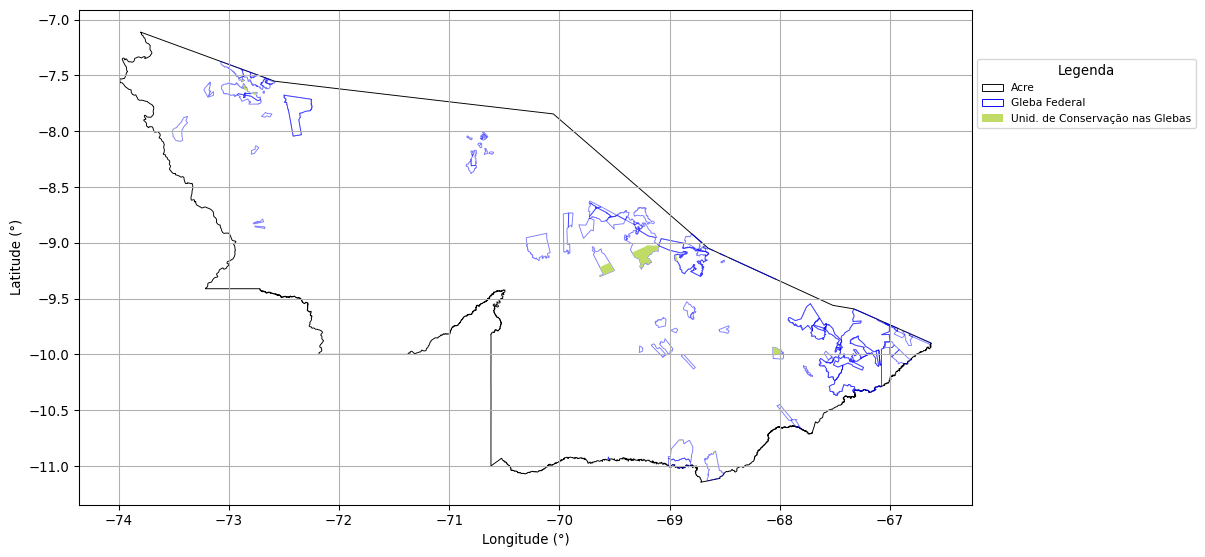 −7.0
−7.5
−8.0
−8.5
−9.0
−9.5
−10.0
−10.5
−11.0
Latitude (°)
−74 −73 −72 −71 −70 −69 −68 −67
Longitude (°)
Legenda
Acre
Gleba Federal
Unid. de Conservação nas Glebas